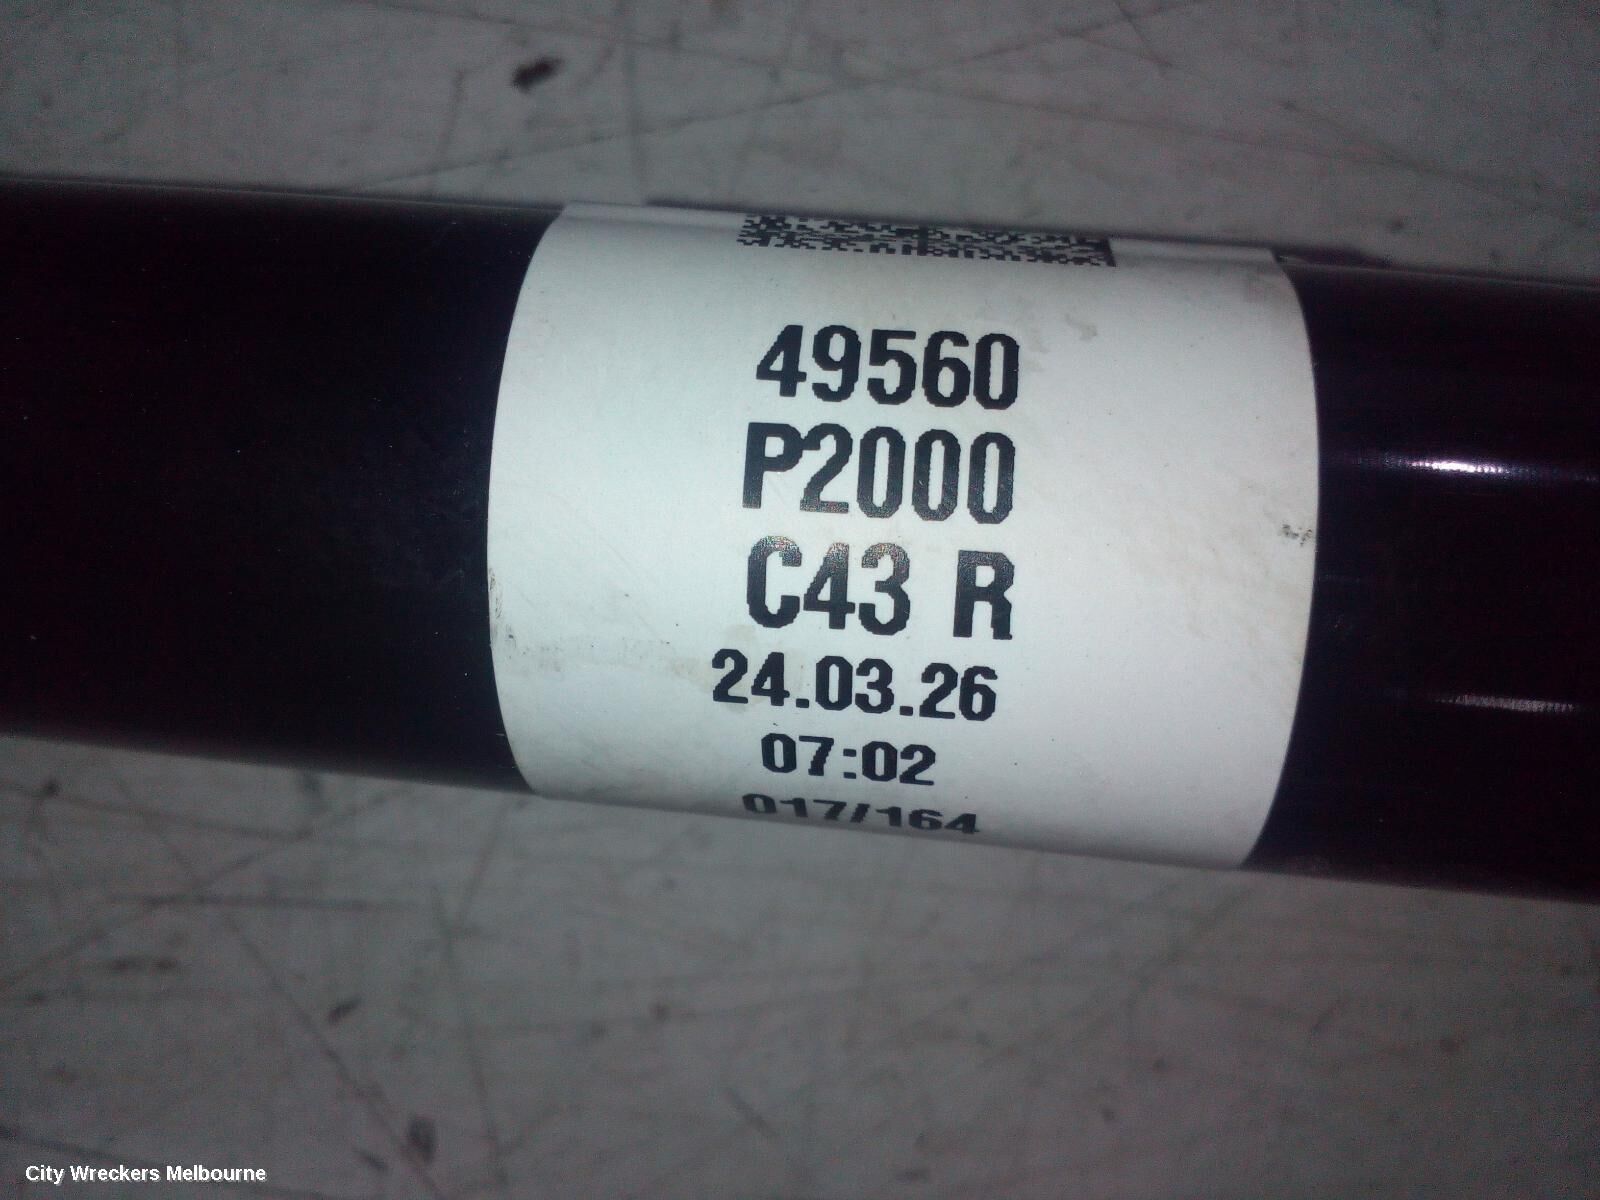 49560
P2000
C43 R
24.03.26
07:02
017/164
City Wreckers Melbourne